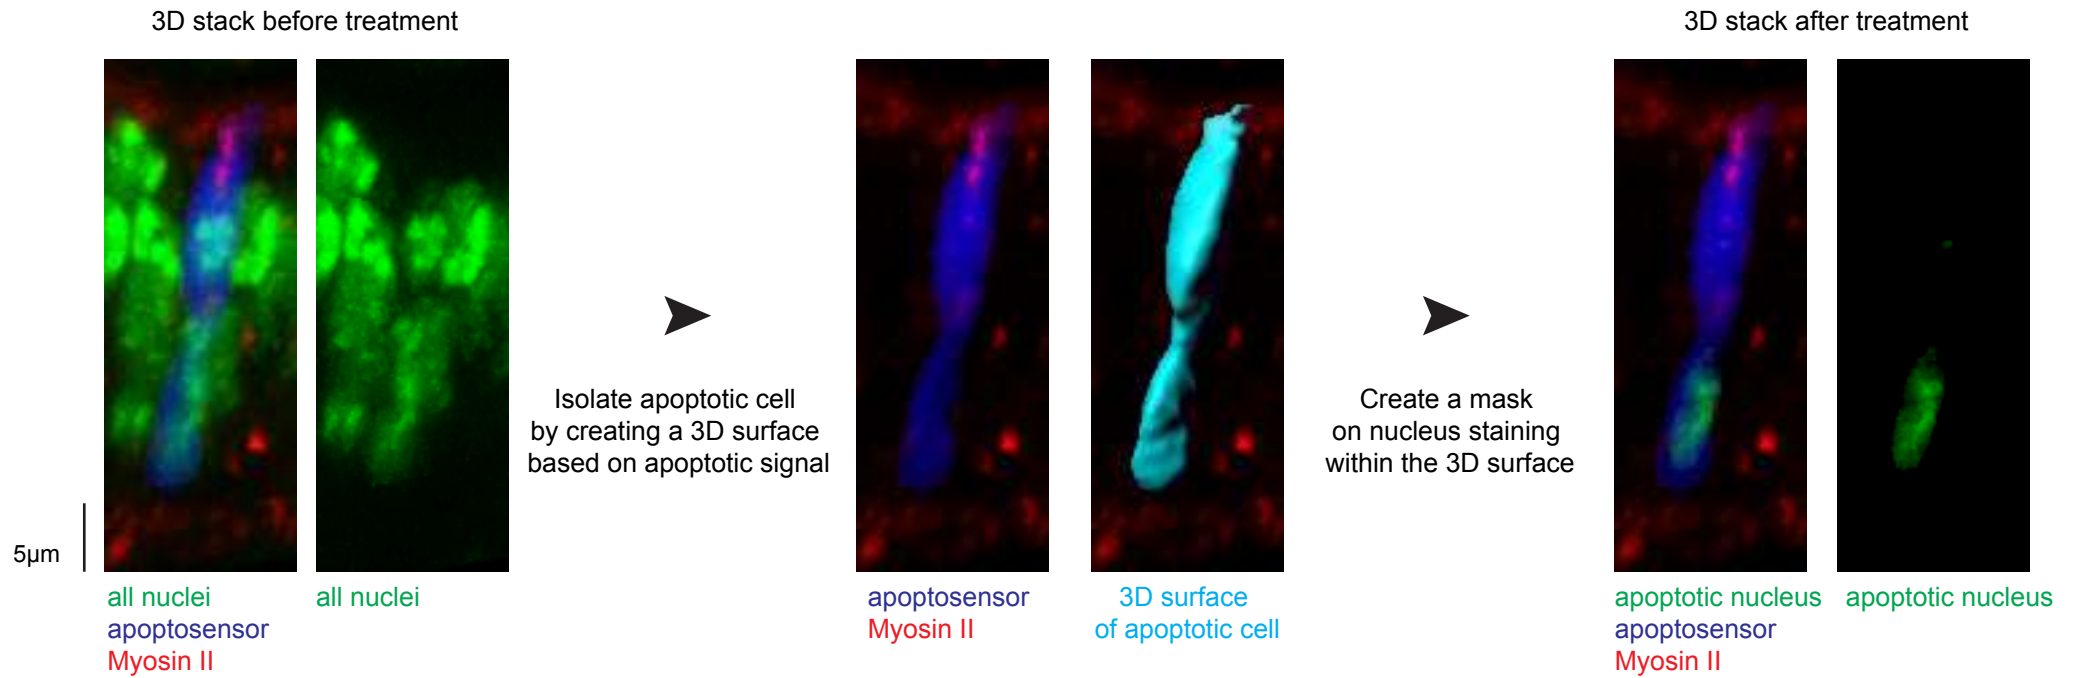 3D stack before treatment
3D stack after treatment
Isolate apoptotic cell
by creating a 3D surface
based on apoptotic signal
Create a mask
on nucleus staining
within the 3D surface
5µm
all nuclei
apoptosensor
Myosin II
all nuclei
apoptosensor
Myosin II
3D surface
of apoptotic cell
apoptotic nucleus
apoptosensor
Myosin II
apoptotic nucleus